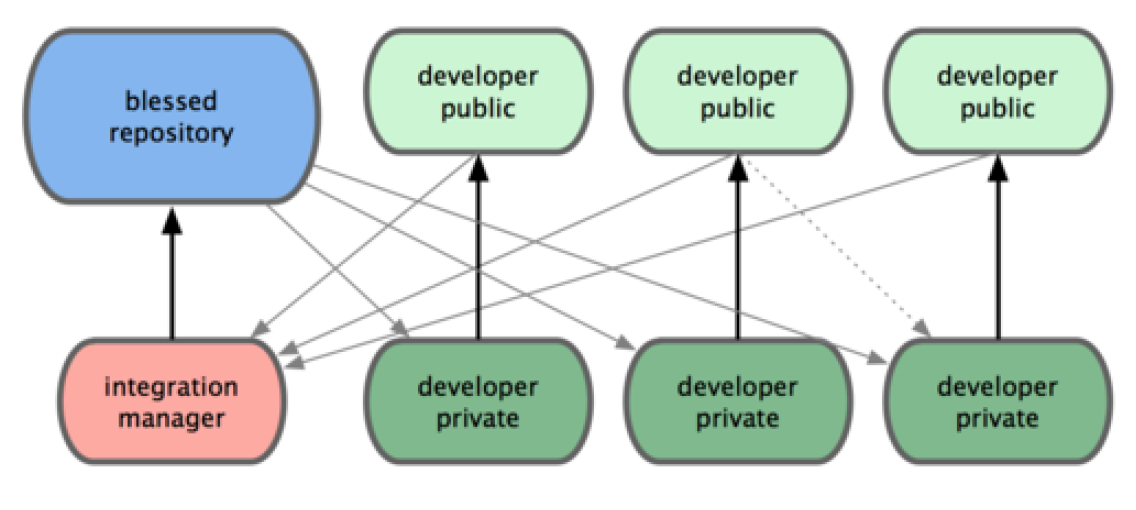 blessed
repository
developer
public
developer
public
developer
public
integration
manager
developer
private
developer
private
developer
private